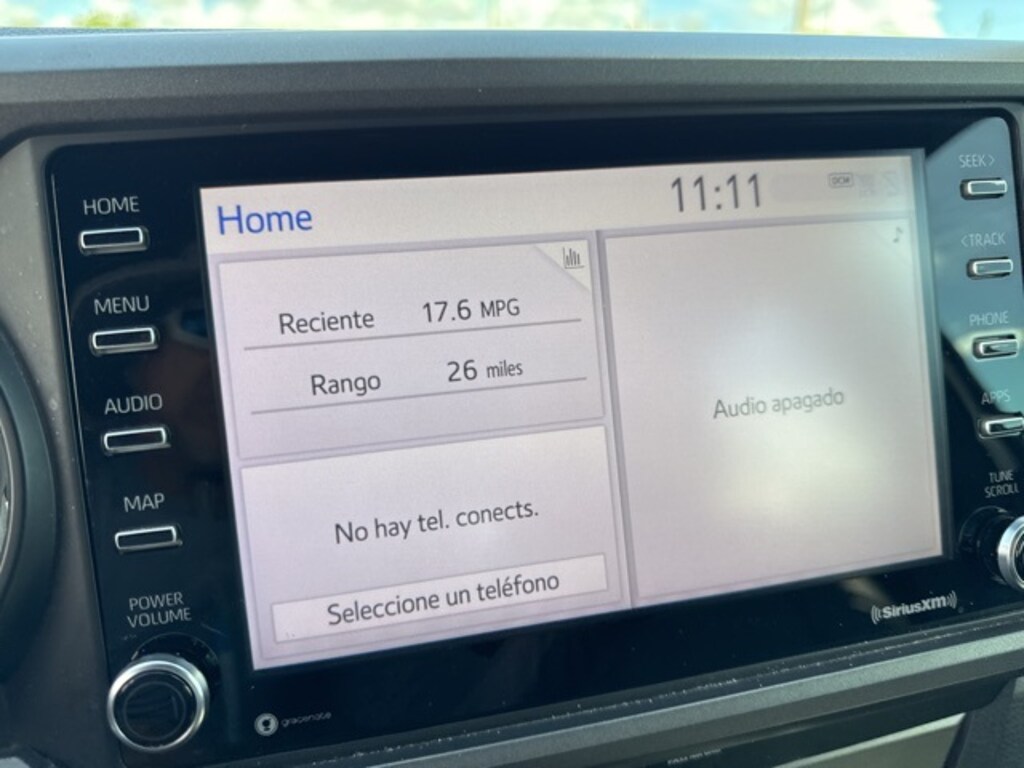 HOME
MENU
AUDIO
MAP
POWER
VOLUME
Home
11:11
DCM
Reciente 17.6 MPG
Rango 26 miles
No hay tel. conects.
Seleccione un teléfono
Audio apagado
SEEK >
< TRACK
PHONE
APPS
TUNE
SCROLL
gracenote
SiriusXM